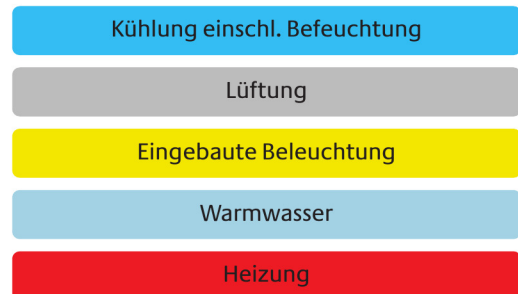 Kühlung einschl. Befeuchtung
Lüftung
Eingebaute Beleuchtung
Warmwasser
Heizung